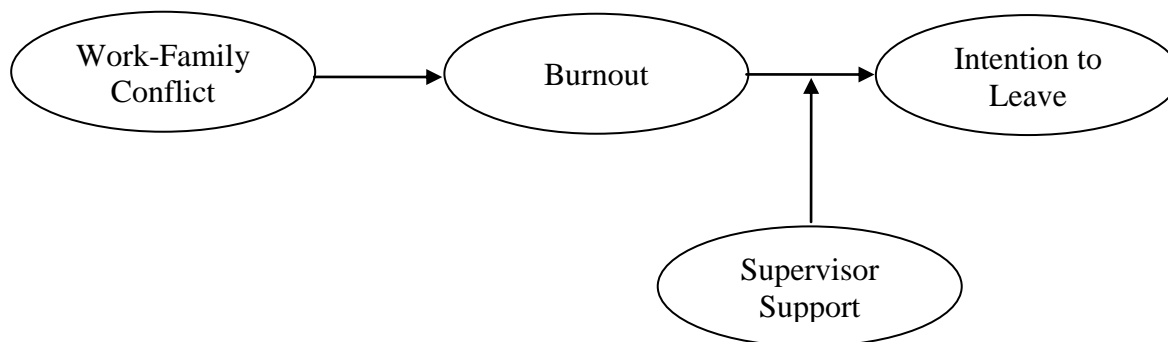 Work-Family
Conflict
Burnout
Intention to
Leave
Supervisor
Support